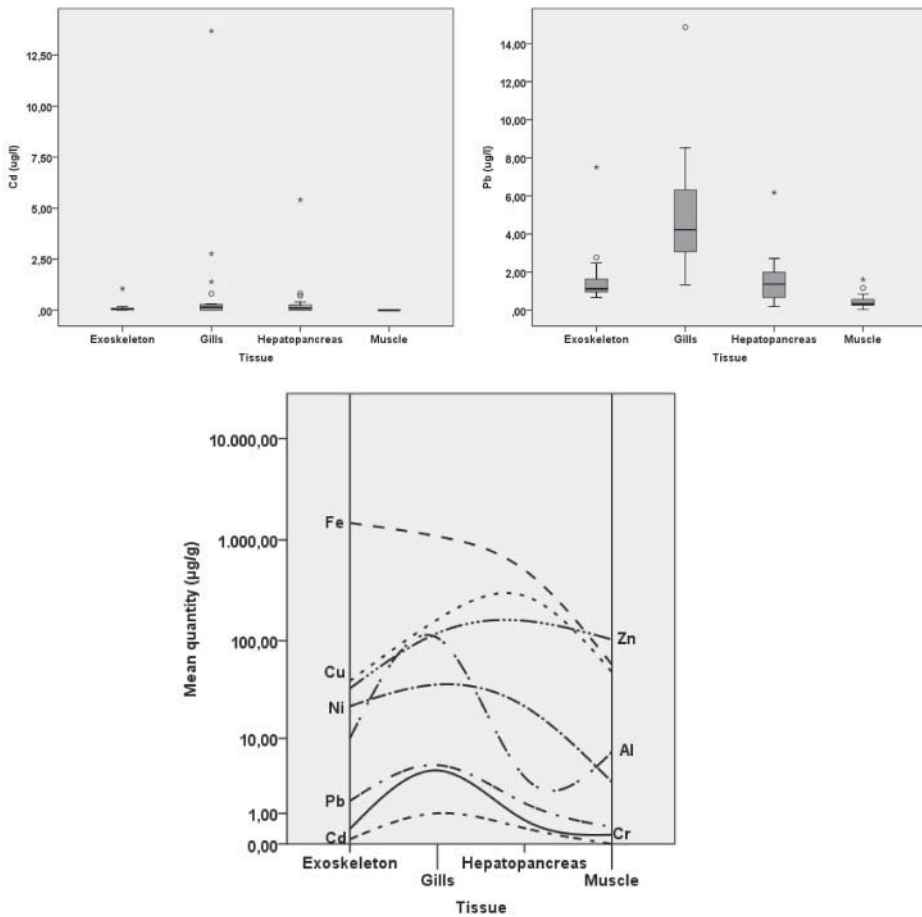 12,50
10,00
7,50
5,00
2,50
,00
Cd (ug/l)
Exoskeleton Gills Hepatopancreas Muscle
Tissue
14,00
12,00
10,00
8,00
6,00
4,00
2,00
,00
Pb (ug/l)
Exoskeleton Gills Hepatopancreas Muscle
Tissue
10.000,00
1.000,00
100,00
10,00
1,00
0,00
Mean quantity (µg/g)
Fe
Cu
Ni
Pb
Cd
Zn
Al
Cr
Exoskeleton Hepatopancreas
Gills Muscle
Tissue